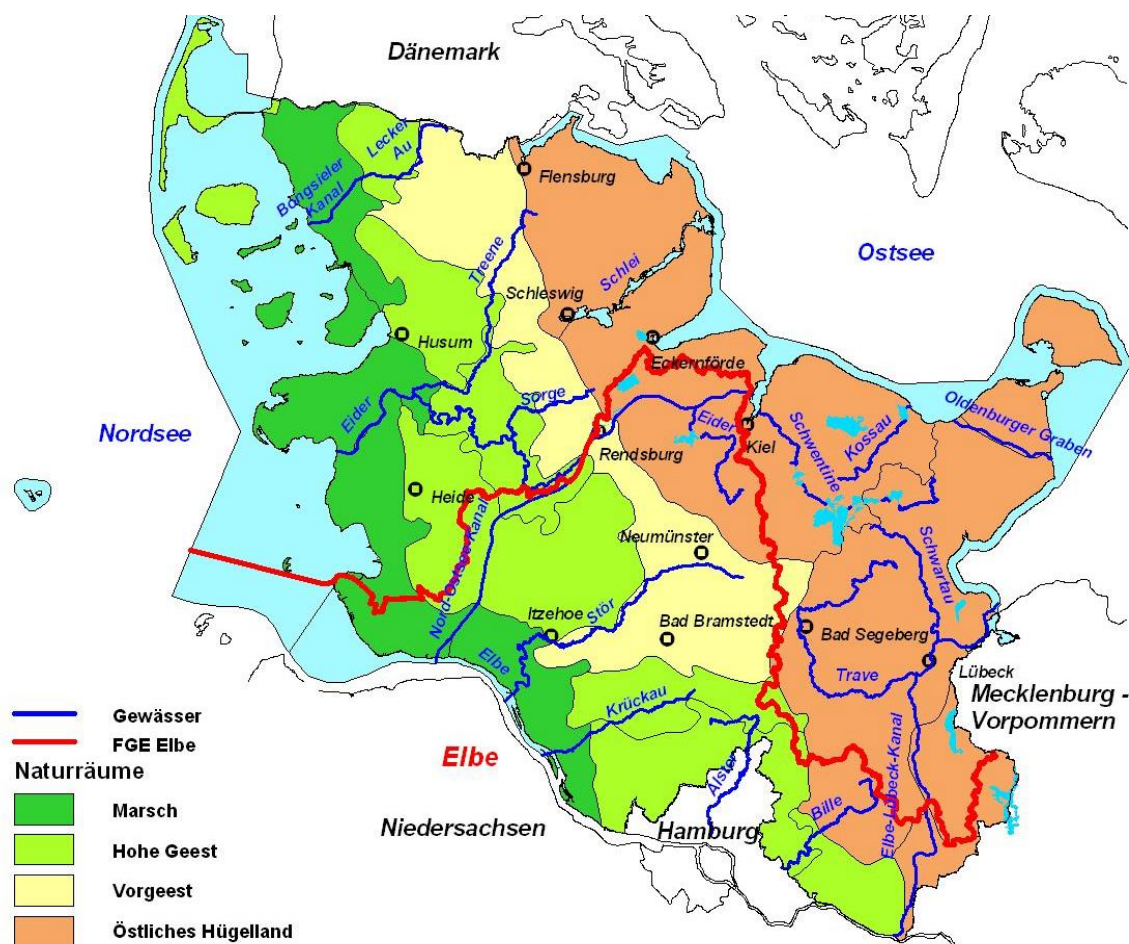 Dänemark
Lecker
Au
Bongsieler
Kanal
Flensburg
Treene
Schlei
Ostsee
Schleswig
Husum
Eckernförde
Sorge
Eider
Eider
Oldenburger Graben
Nordsee
Rendsburg
Kiel
Schwentine
Kossau
Heide
Nord-Ostsee-Kanal
Neumünster
Schwartau
Itzehoe
Stör
Bad Bramstedt
Bad Segeberg
Elbe
Trave
Lübeck
Mecklenburg -
Vorpommern
Krückau
Elbe
Alster
Elbe-Lübeck-Kanal
Bille
Niedersachsen
Hamburg
Gewässer
FGE Elbe
Naturräume
Marsch
Hohe Geest
Vorgeest
Östliches Hügelland